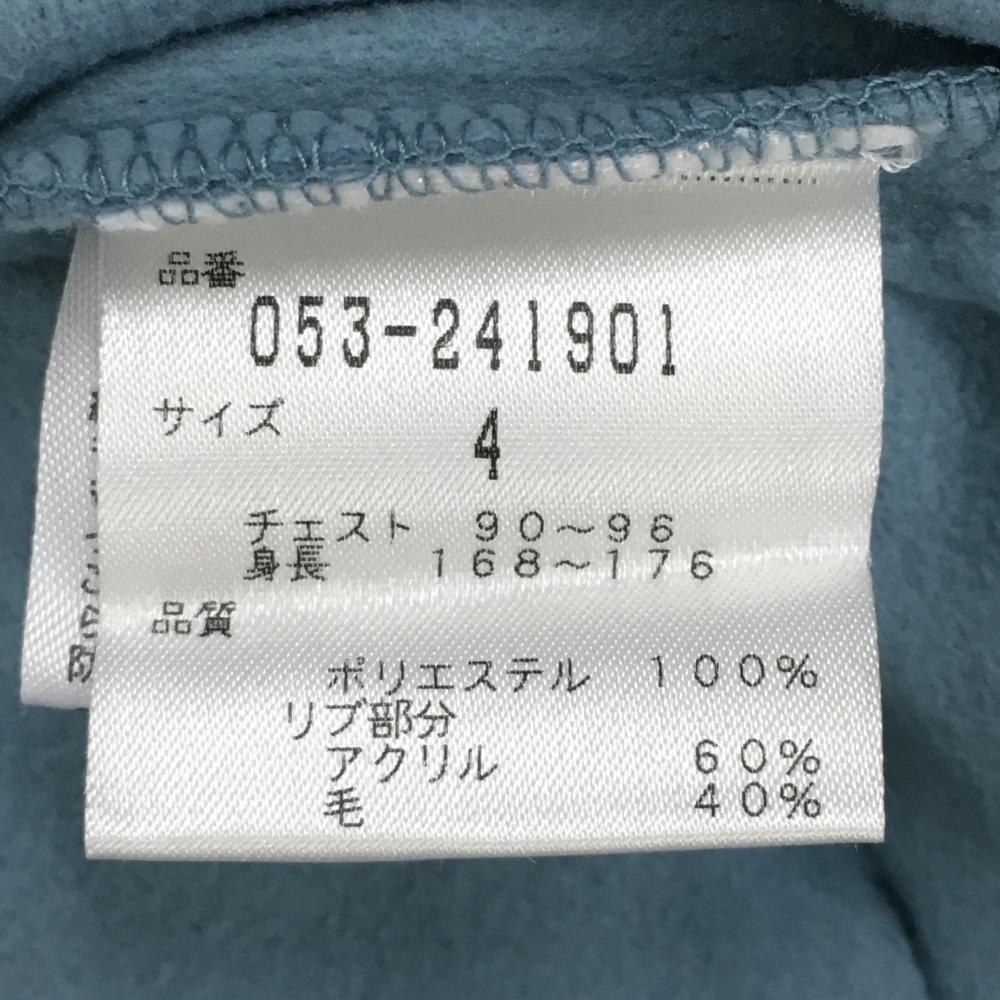 品番
053-241901
サイズ
4
チェスト 90～96
身長 168～176
品質
ポリエステル 100%
リブ部分
アクリル 60%
毛 40%